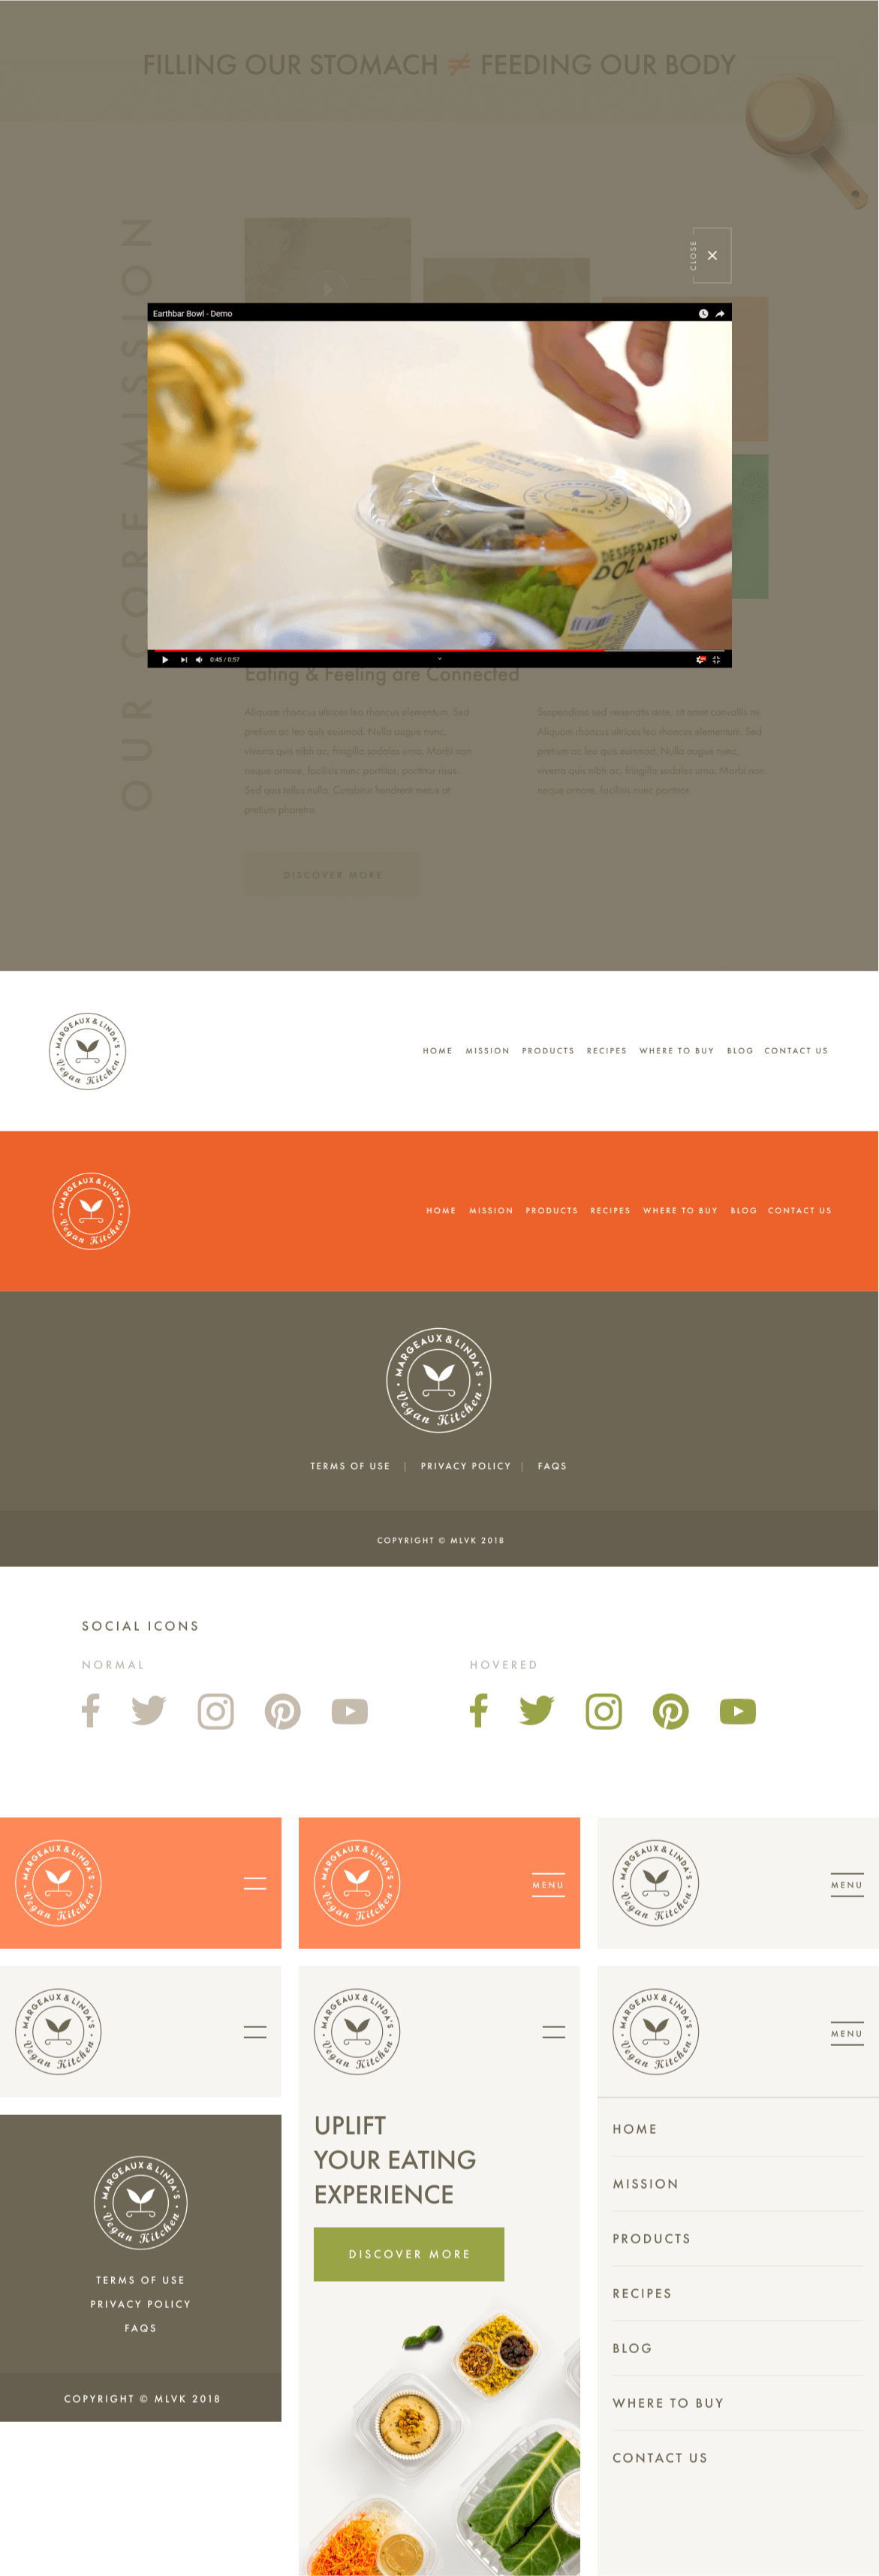 FILLING OUR STOMACH ≠ FEEDING OUR BODY
OUR CORE MISSION
CLOSE
Earthbar Bowl - Demo
DESPERATELY
DOLMA
DESPERATELY
DOLMA
0:45 / 0:57
Eating & Feeling are Connected
Aliquam rhoncus ultrices leo rhoncus elementum. Sed
pretium ac leo quis euismod. Nulla augue nunc,
viverra quis nibh ac, fringilla sodales urna. Morbi non
neque ornare, facilisis nunc porttitor, porttitor risus.
Sed quis tellus nulla. Curabitur hendrerit metus at
pretium pharetra.
Suspendisse sed venenatis ante, sit amet convallis mi.
Aliquam rhoncus ultrices leo rhoncus elementum. Sed
pretium ac leo quis euismod. Nulla augue nunc,
viverra quis nibh ac, fringilla sodales urna. Morbi non
neque ornare, facilisis nunc porttitor.
DISCOVER MORE
MARGEAUX & LINDA'S
Vegan Kitchen
HOME MISSION PRODUCTS RECIPES WHERE TO BUY BLOG CONTACT US
MARGEAUX & LINDA'S
Vegan Kitchen
HOME MISSION PRODUCTS RECIPES WHERE TO BUY BLOG CONTACT US
MARGEAUX & LINDA'S
Vegan Kitchen
TERMS OF USE | PRIVACY POLICY | FAQS
COPYRIGHT © MLVK 2018
SOCIAL ICONS
NORMAL
HOVERED
MARGEAUX & LINDA'S
Vegan Kitchen
MARGEAUX & LINDA'S
Vegan Kitchen
MENU
MARGEAUX & LINDA'S
Vegan Kitchen
MENU
MARGEAUX & LINDA'S
Vegan Kitchen
MARGEAUX & LINDA'S
Vegan Kitchen
MARGEAUX & LINDA'S
Vegan Kitchen
MENU
MARGEAUX & LINDA'S
Vegan Kitchen
TERMS OF USE
PRIVACY POLICY
FAQS
COPYRIGHT © MLVK 2018
UPLIFT
YOUR EATING
EXPERIENCE
DISCOVER MORE
HOME
MISSION
PRODUCTS
RECIPES
BLOG
WHERE TO BUY
CONTACT US